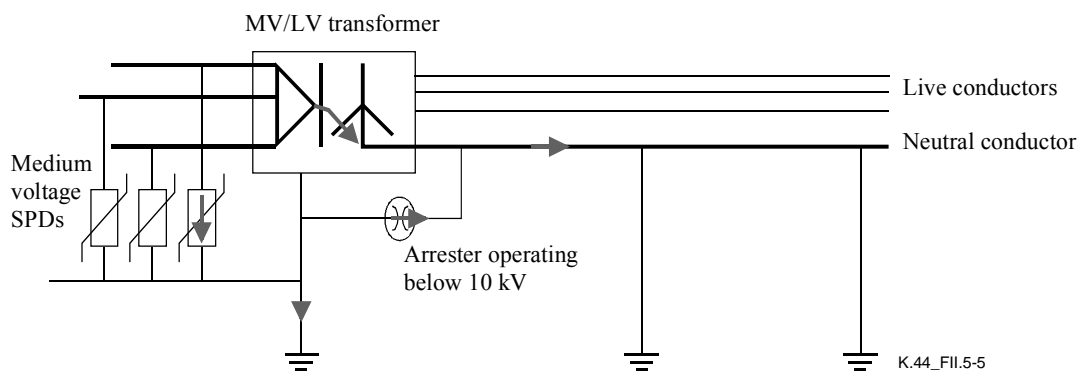 MV/LV transformer
Live conductors
Neutral conductor
Medium
voltage
SPDs
Arrester operating
below 10 kV
K.44_FII.5-5